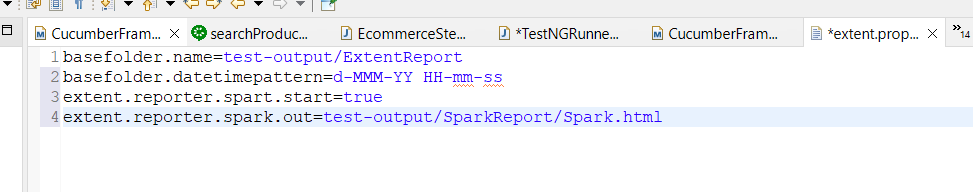 CucumberFram... searchProduc... EcommerceSte... *TestNGRunne... CucumberFram... *extent.prop... »14
1 basefolder.name=test-output/ExtentReport
2 basefolder.datetimepattern=d-MMM-YY HH-mm-ss
3 extent.reporter.spart.start=true
4 extent.reporter.spark.out=test-output/SparkReport/Spark.html